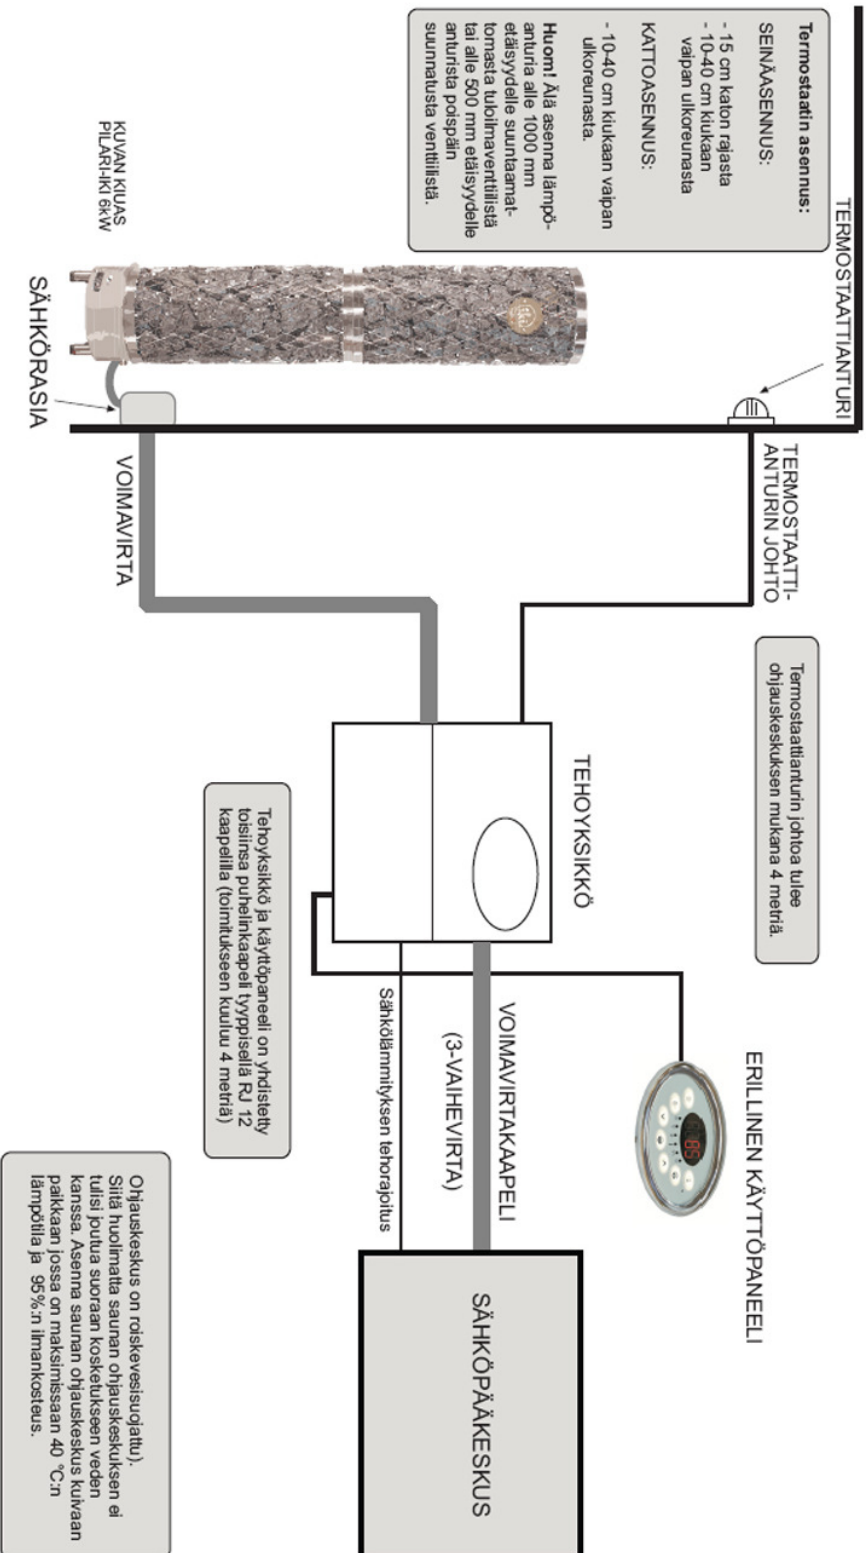 Termostaatin asennus:
SEINÄASENNUS:
- 15 cm katon rajasta
- 10-40 cm kiukaan
vaipan ulkoreunasta
KATTOASENNUS:
- 10-40 cm kiukaan vaipan
ulkoreunasta.
Huom! Älä asenna lämpö-
anturia alle 1000 mm
etäisyydelle suuntaamat-
tomasta tuloilmaventtiilistä
tai alle 500 mm etäisyydelle
anturista poispäin
suunnatusta venttiilistä.
TERMOSTAATTIANTURI
TERMOSTAATTI-
ANTURIN JOHTO
Termostaattianturin johtoa tulee
ohjauskeskuksen mukana 4 metriä.
ERILLINEN KÄYTTÖPANEELI
85
TEHOYKSIKKÖ
VOIMAVIRTAKAAPELI
(3-VAIHEVIRTA)
SÄHKÖPÄÄKESKUS
Sähkölämmityksen tehorajoitus
KUVAN KIUAS
PILARI-IKI 6kW
SÄHKÖRASIA
VOIMAVIRTA
Tehoyksikkö ja käyttöpaneeli on yhdistetty
toisiinsa puhelinkaapeli tyyppisellä RJ 12
kaapelilla (toimitukseen kuuluu 4 metriä)
Ohjauskeskus on roiskevesisuojattu).
Siitä huolimatta saunan ohjauskeskuksen ei
tulisi joutua suoraan kosketukseen veden
kanssa. Asenna saunan ohjauskeskus kuivaan
paikkaan jossa on maksimissaan 40 °C:n
lämpötila ja 95%:n ilmankosteus.